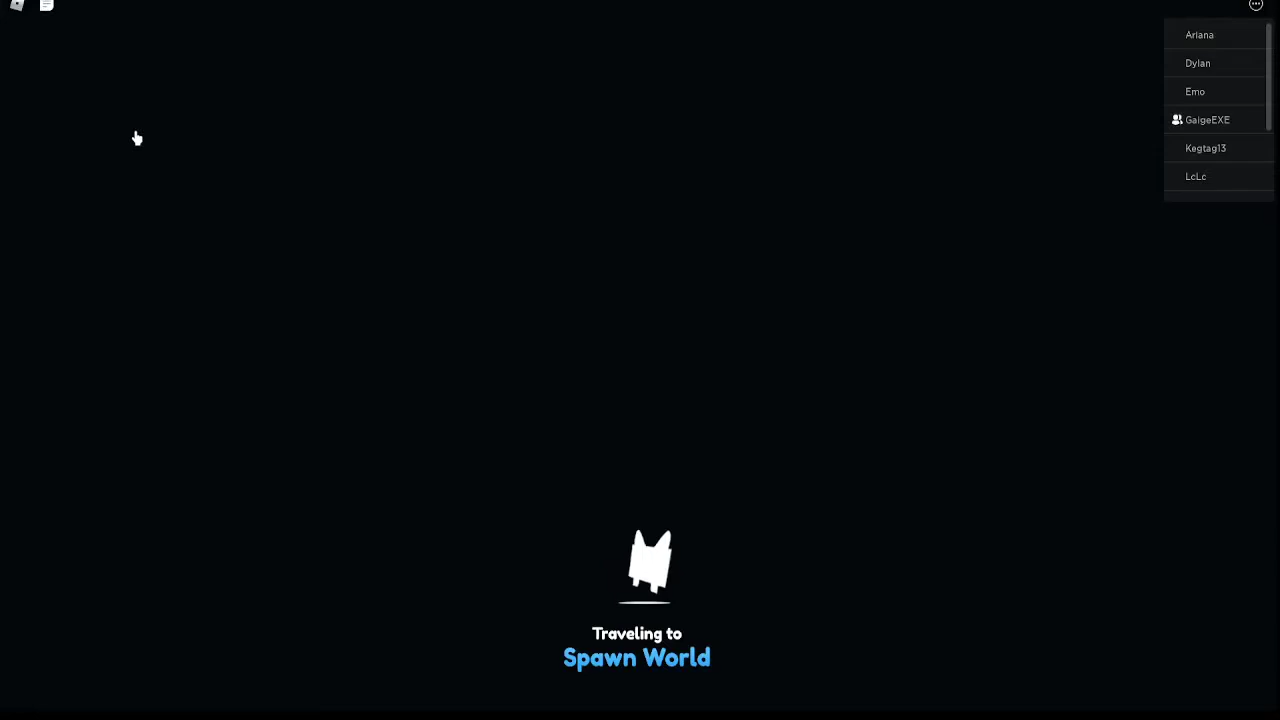 Ariana
Dylan
Emo
GaigeEXE
Kegtag13
LcLc
Traveling to
Spawn World